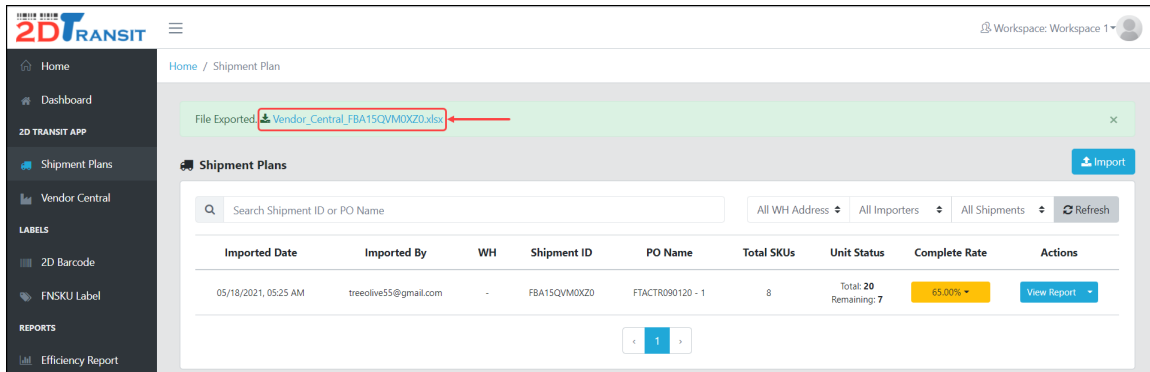 2DTRANSIT
Workspace: Workspace 1
Home
Home / Shipment Plan
Dashboard
File Exported: Vendor_Central_FBA15QVM0XZ0.xlsx ×
2D TRANSIT APP
Shipment Plans
Shipment Plans
Import
Vendor Central
Search Shipment ID or PO Name
All WH Address
All Importers
All Shipments
Refresh
LABELS
2D Barcode
FNSKU Label
Imported Date Imported By WH Shipment ID PO Name Total SKUs Unit Status Complete Rate Actions
05/18/2021, 05:25 AM treeolive55@gmail.com - FBA15QVM0XZ0 FTACTR090120 - 1 8 Total: 20 65.00% View Report
Remaining: 7
REPORTS
‹ 1 ›
Efficiency Report